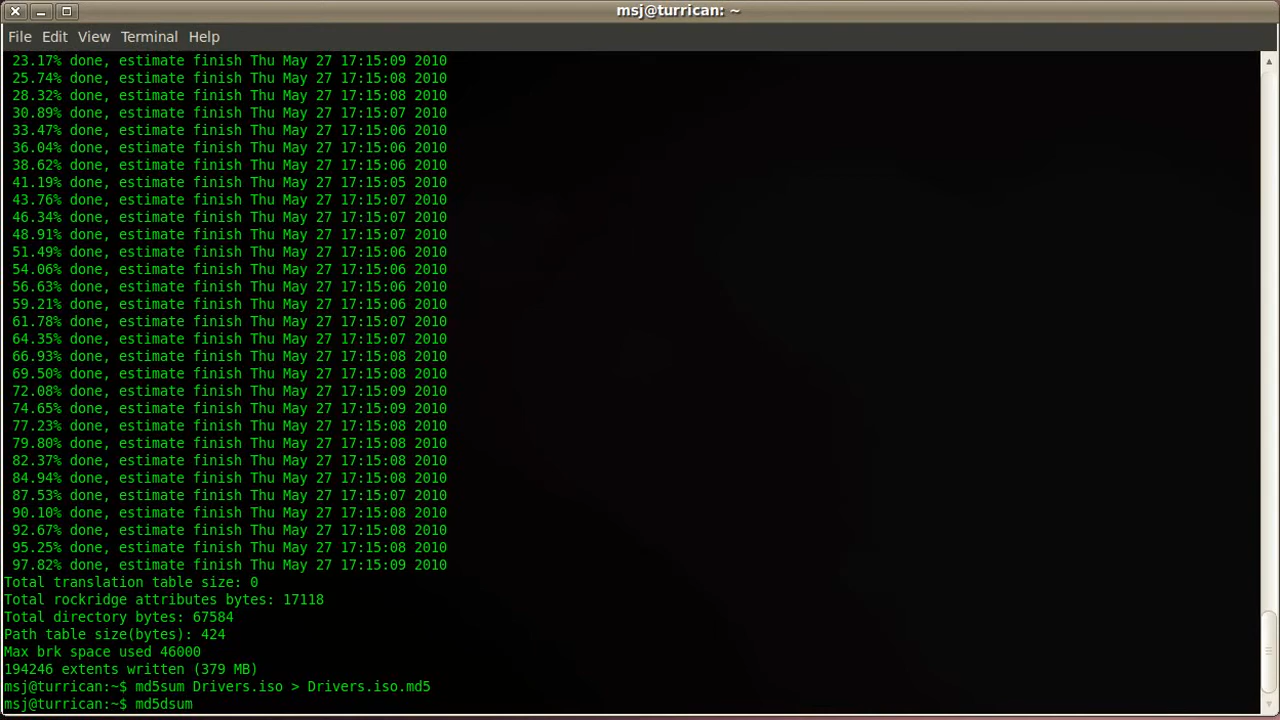 msj@turrican: ~
File Edit View Terminal Help
23.17% done, estimate finish Thu May 27 17:15:09 2010
25.74% done, estimate finish Thu May 27 17:15:08 2010
28.32% done, estimate finish Thu May 27 17:15:08 2010
30.89% done, estimate finish Thu May 27 17:15:07 2010
33.47% done, estimate finish Thu May 27 17:15:06 2010
36.04% done, estimate finish Thu May 27 17:15:06 2010
38.62% done, estimate finish Thu May 27 17:15:06 2010
41.19% done, estimate finish Thu May 27 17:15:05 2010
43.76% done, estimate finish Thu May 27 17:15:07 2010
46.34% done, estimate finish Thu May 27 17:15:07 2010
48.91% done, estimate finish Thu May 27 17:15:07 2010
51.49% done, estimate finish Thu May 27 17:15:06 2010
54.06% done, estimate finish Thu May 27 17:15:06 2010
56.63% done, estimate finish Thu May 27 17:15:06 2010
59.21% done, estimate finish Thu May 27 17:15:06 2010
61.78% done, estimate finish Thu May 27 17:15:07 2010
64.35% done, estimate finish Thu May 27 17:15:07 2010
66.93% done, estimate finish Thu May 27 17:15:08 2010
69.50% done, estimate finish Thu May 27 17:15:08 2010
72.08% done, estimate finish Thu May 27 17:15:09 2010
74.65% done, estimate finish Thu May 27 17:15:09 2010
77.23% done, estimate finish Thu May 27 17:15:08 2010
79.80% done, estimate finish Thu May 27 17:15:08 2010
82.37% done, estimate finish Thu May 27 17:15:08 2010
84.94% done, estimate finish Thu May 27 17:15:08 2010
87.53% done, estimate finish Thu May 27 17:15:07 2010
90.10% done, estimate finish Thu May 27 17:15:08 2010
92.67% done, estimate finish Thu May 27 17:15:08 2010
95.25% done, estimate finish Thu May 27 17:15:08 2010
97.82% done, estimate finish Thu May 27 17:15:09 2010
Total translation table size: 0
Total rockridge attributes bytes: 17118
Total directory bytes: 67584
Path table size(bytes): 424
Max brk space used 46000
194246 extents written (379 MB)
msj@turrican:~$ md5sum Drivers.iso > Drivers.iso.md5
msj@turrican:~$ md5dsum